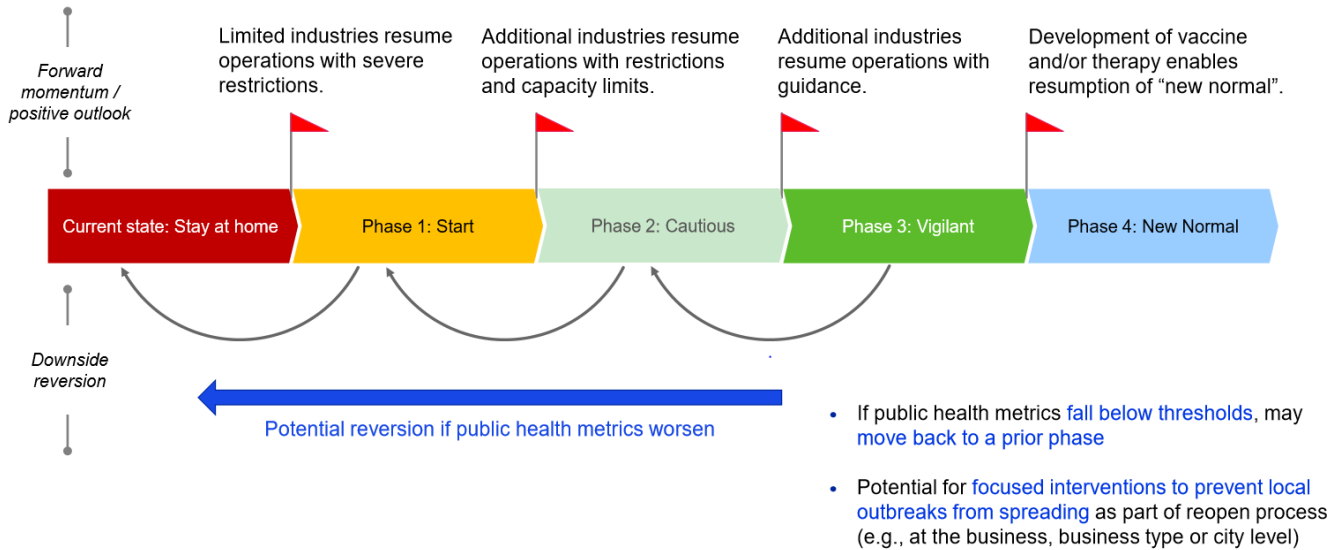 Forward
momentum /
positive outlook
Limited industries resume
operations with severe
restrictions.
Additional industries resume
operations with restrictions
and capacity limits.
Additional industries
resume operations with
guidance.
Development of vaccine
and/or therapy enables
resumption of “new normal”.
Current state: Stay at home
Phase 1: Start
Phase 2: Cautious
Phase 3: Vigilant
Phase 4: New Normal
Downside
reversion
Potential reversion if public health metrics worsen
• If public health metrics fall below thresholds, may
move back to a prior phase
• Potential for focused interventions to prevent local
outbreaks from spreading as part of reopen process
(e.g., at the business, business type or city level)